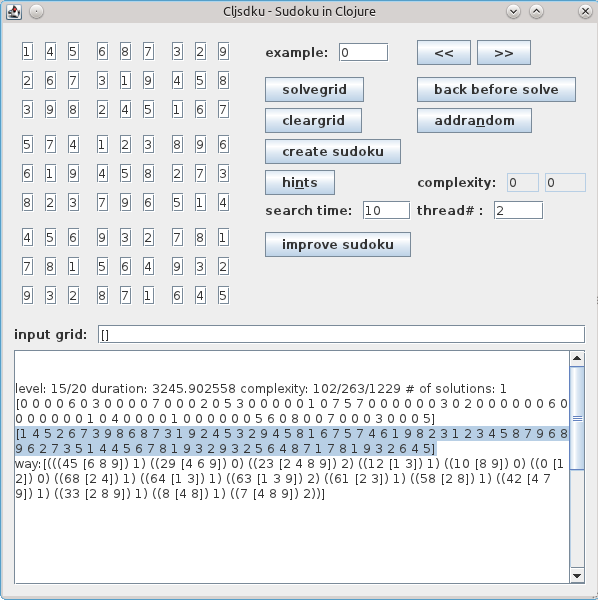 Cljsdku - Sudoku in Clojure
1 4 5 6 8 7 3 2 9
2 6 7 3 1 9 4 5 8
3 9 8 2 4 5 1 6 7
5 7 4 1 2 3 8 9 6
6 1 9 4 5 8 2 7 3
8 2 3 7 9 6 5 1 4
4 5 6 9 3 2 7 8 1
7 8 1 5 6 4 9 3 2
9 3 2 8 7 1 6 4 5
example: 0 << >>
solvegrid back before solve
cleargrid addrandom
create sudoku
hints complexity: 0 0
search time: 10 thread# : 2
improve sudoku
input grid: []
level: 15/20 duration: 3245.902558 complexity: 102/263/1229 # of solutions: 1
[0 0 0 0 6 0 3 0 0 0 0 7 0 0 0 2 0 5 3 0 0 0 0 0 1 0 7 5 7 0 0 0 0 0 0 3 0 2 0 0 0 0 0 0 6 0
0 0 0 0 0 0 1 0 4 0 0 0 0 1 0 0 0 0 0 0 5 6 0 8 0 0 7 0 0 0 3 0 0 0 5]
[1 4 5 2 6 7 3 9 8 6 8 7 3 1 9 2 4 5 3 2 9 4 5 8 1 6 7 5 7 4 6 1 9 8 2 3 1 2 3 4 5 8 7 9 6 8
9 6 2 7 3 5 1 4 4 5 6 7 8 1 9 3 2 9 3 2 5 6 4 8 7 1 7 8 1 9 3 2 6 4 5]
way:[(((45 [6 8 9]) 1) ((29 [4 6 9]) 0) ((23 [2 4 8 9]) 2) ((12 [1 3]) 1) ((10 [8 9]) 0) ((0 [1
2]) 0) ((68 [2 4]) 1) ((64 [1 3]) 1) ((63 [1 3 9]) 2) ((61 [2 3]) 1) ((58 [2 8]) 1) ((42 [4 7
9]) 1) ((33 [2 8 9]) 1) ((8 [4 8]) 1) ((7 [4 8 9]) 2))]